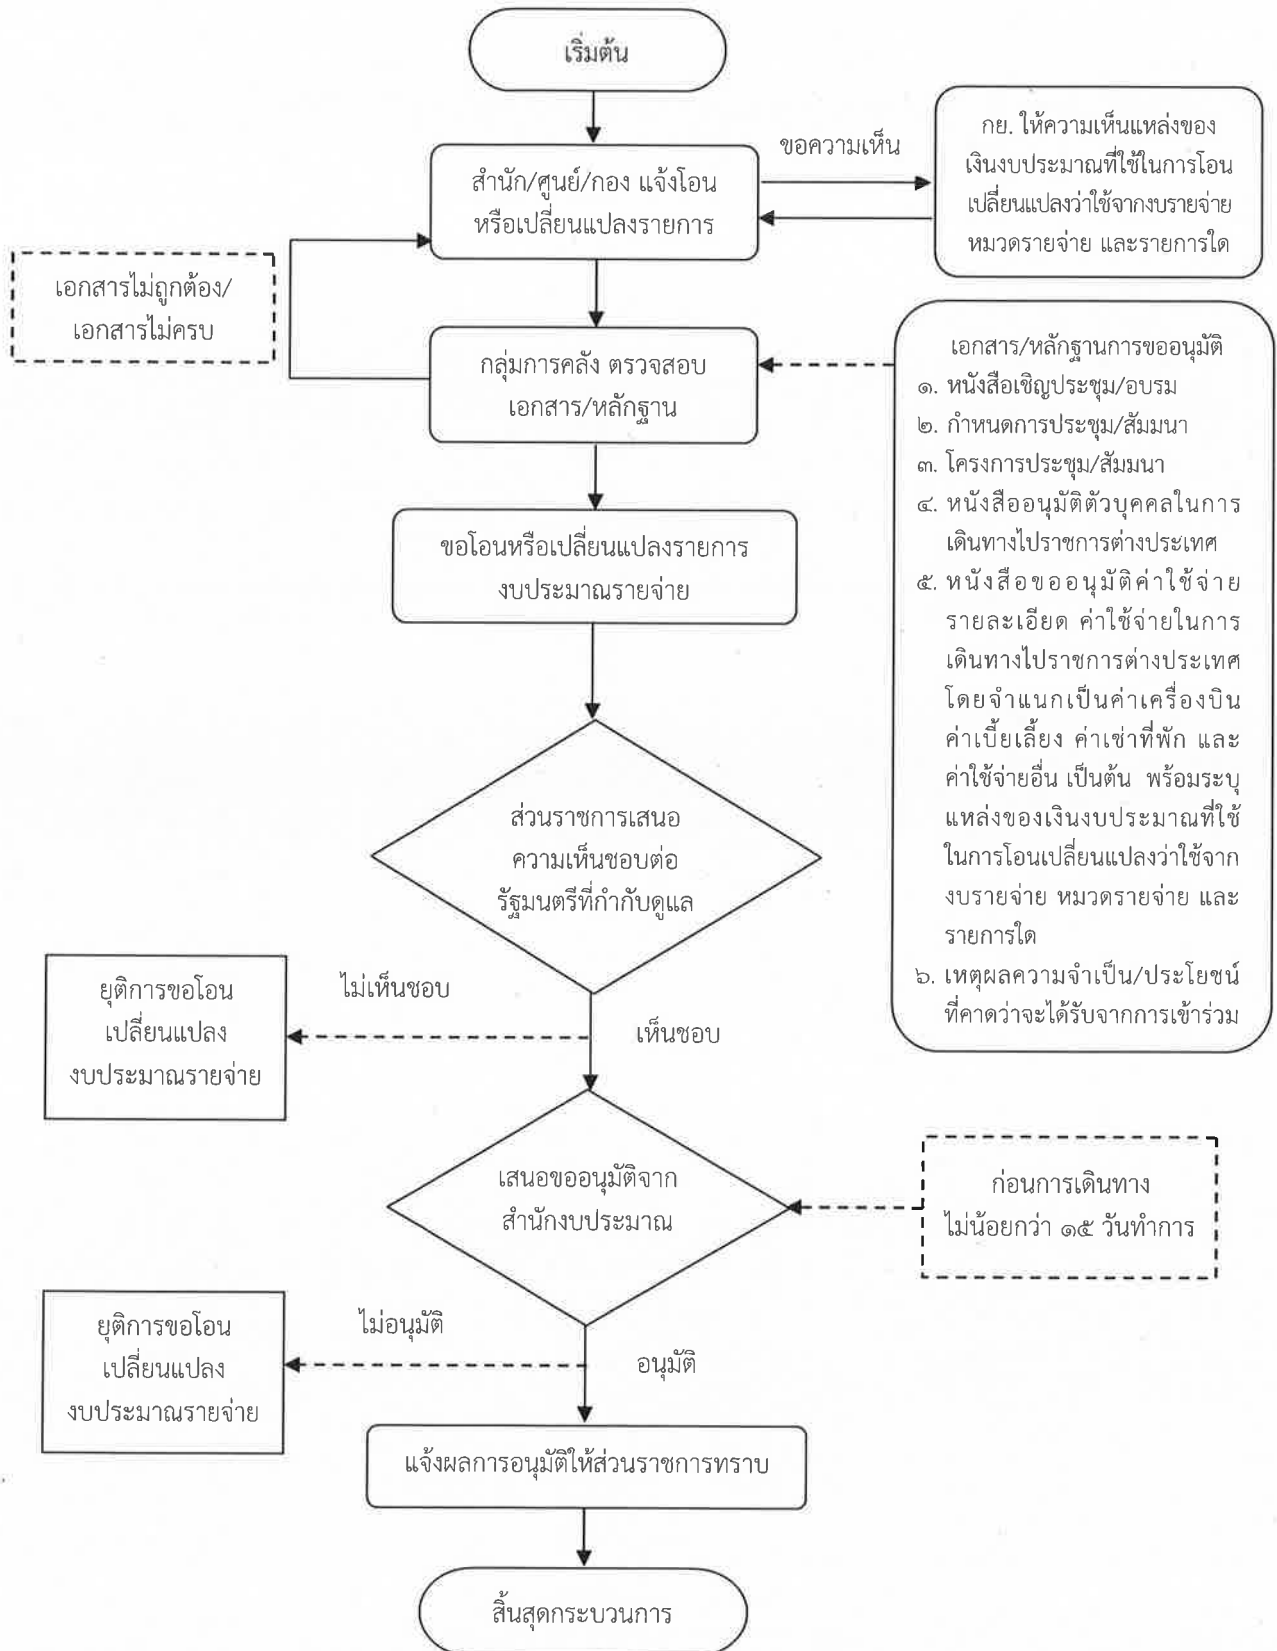 เริ่มต้น
สำนัก/ศูนย์/กอง แจ้งโอน
หรือเปลี่ยนแปลงรายการ
ขอความเห็น
กย. ให้ความเห็นแหล่งของ
เงินงบประมาณที่ใช้ในการโอน
เปลี่ยนแปลงว่าใช้จากงบรายจ่าย
หมวดรายจ่าย และรายการใด
เอกสารไม่ถูกต้อง/
เอกสารไม่ครบ
กลุ่มการคลัง ตรวจสอบ
เอกสาร/หลักฐาน
เอกสาร/หลักฐานการขออนุมัติ
๑. หนังสือเชิญประชุม/อบรม
๒. กำหนดการประชุม/สัมมนา
๓. โครงการประชุม/สัมมนา
๔. หนังสืออนุมัติตัวบุคคลในการ
เดินทางไปราชการต่างประเทศ
๕. หนังสือขออนุมัติค่าใช้จ่าย
รายละเอียด ค่าใช้จ่ายในการ
เดินทางไปราชการต่างประเทศ
โดยจำแนกเป็นค่าเครื่องบิน
ค่าเบี้ยเลี้ยง ค่าเช่าที่พัก และ
ค่าใช้จ่ายอื่น เป็นต้น พร้อมระบุ
แหล่งของเงินงบประมาณที่ใช้
ในการโอนเปลี่ยนแปลงว่าใช้จาก
งบรายจ่าย หมวดรายจ่าย และ
รายการใด
๖. เหตุผลความจำเป็น/ประโยชน์
ที่คาดว่าจะได้รับจากการเข้าร่วม
ขอโอนหรือเปลี่ยนแปลงรายการ
งบประมาณรายจ่าย
ส่วนราชการเสนอ
ความเห็นชอบต่อ
รัฐมนตรีที่กำกับดูแล
ไม่เห็นชอบ
เห็นชอบ
ยุติการขอโอน
เปลี่ยนแปลง
งบประมาณรายจ่าย
เสนอขออนุมัติจาก
สำนักงบประมาณ
ก่อนการเดินทาง
ไม่น้อยกว่า ๑๕ วันทำการ
ไม่อนุมัติ
อนุมัติ
ยุติการขอโอน
เปลี่ยนแปลง
งบประมาณรายจ่าย
แจ้งผลการอนุมัติให้ส่วนราชการทราบ
สิ้นสุดกระบวนการ